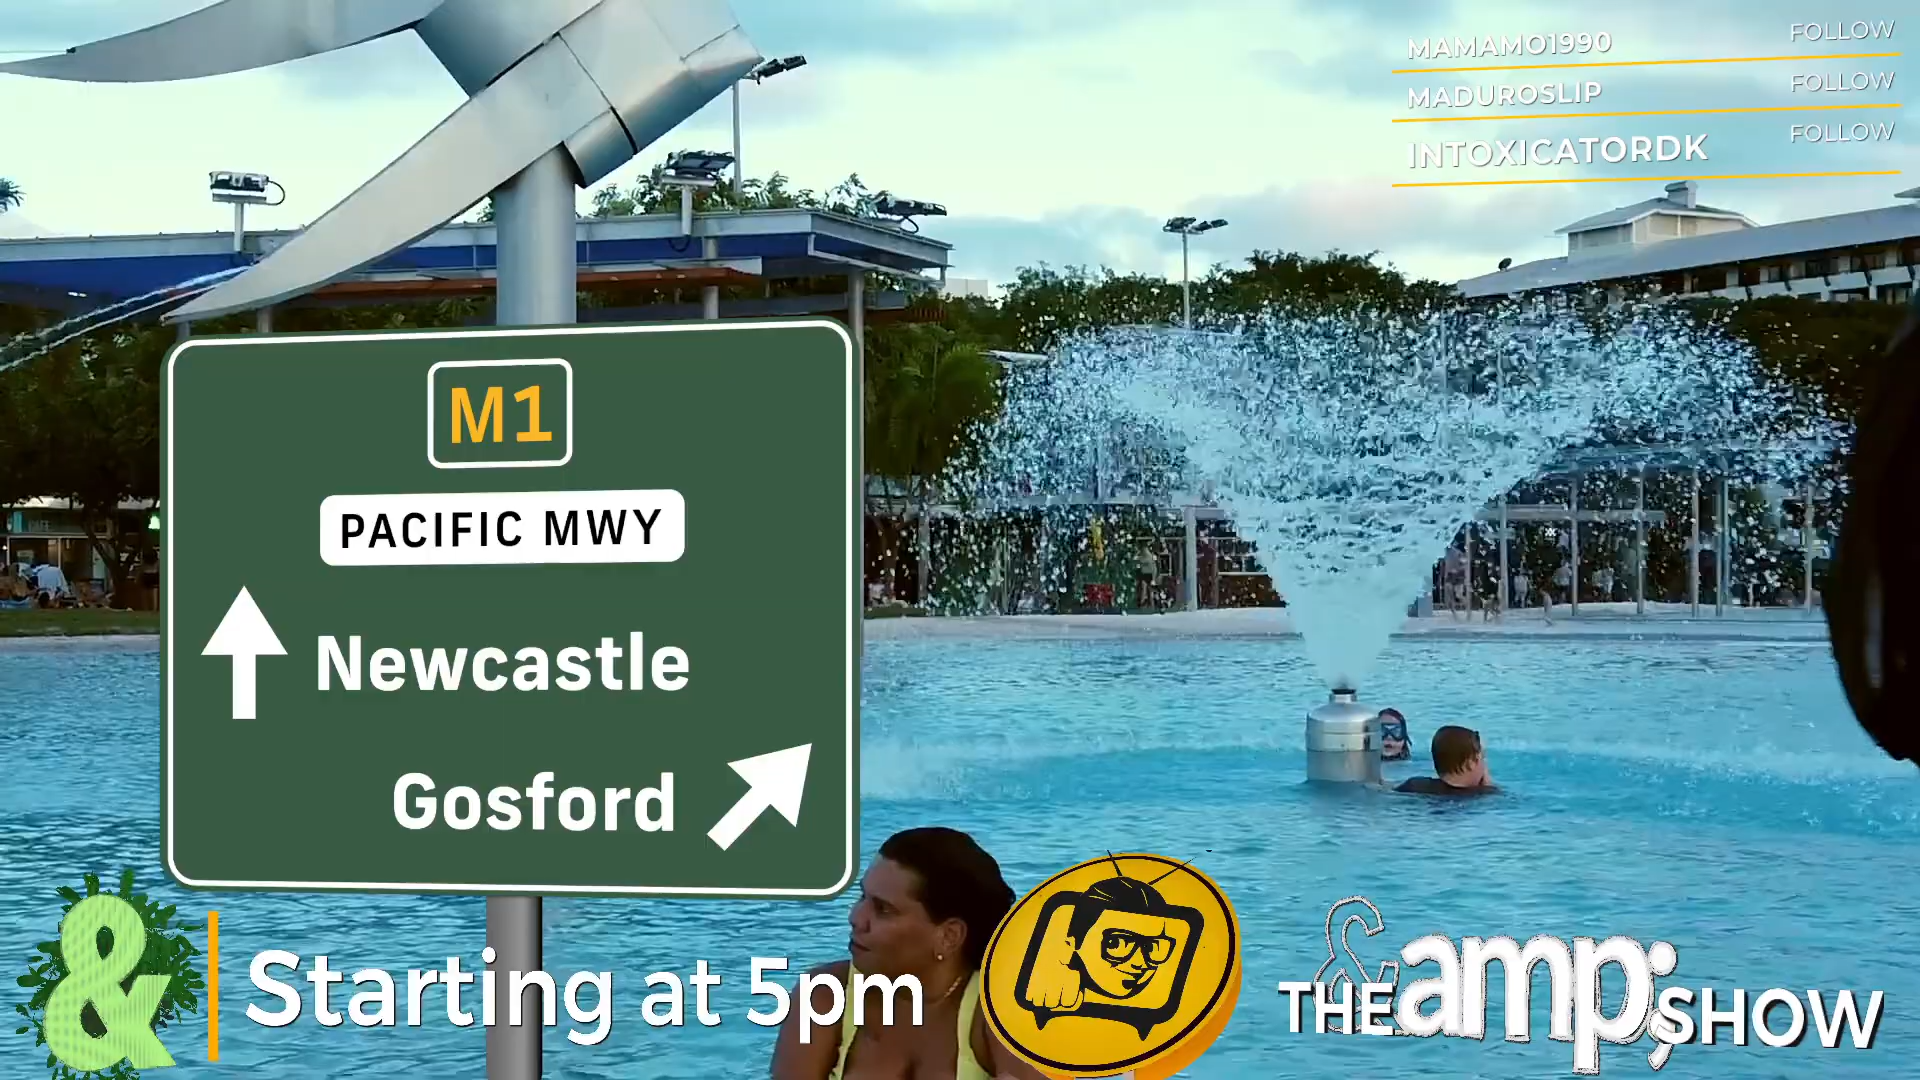 MAMAMO1990 FOLLOW
MADUROSLIP FOLLOW
INTOXICATORDK FOLLOW
M1
PACIFIC MWY
Newcastle
Gosford
& Starting at 5pm
THE &amp; SHOW